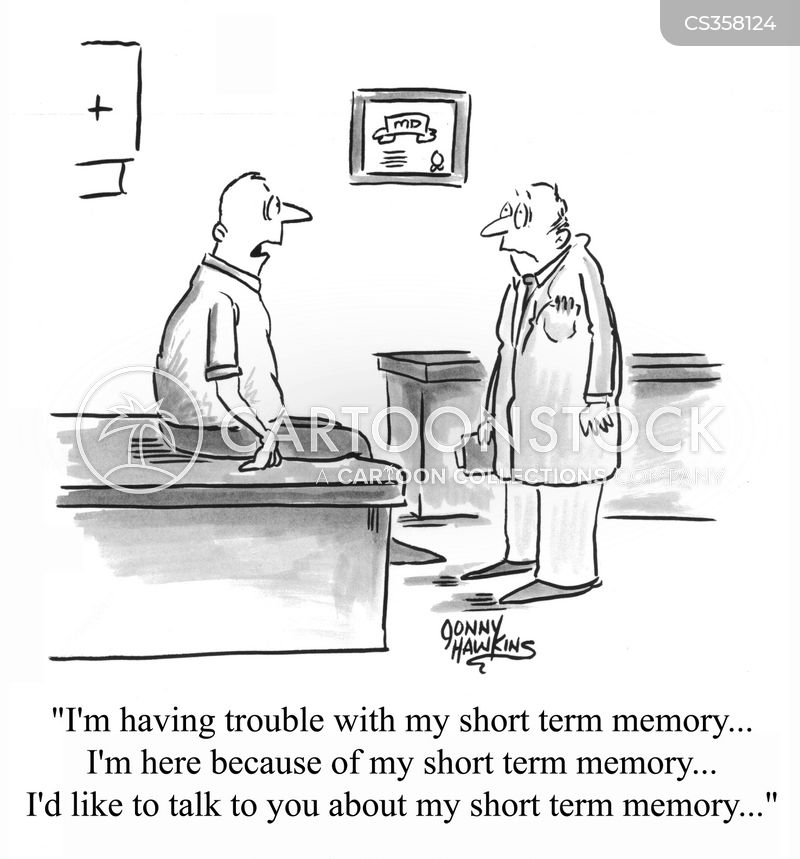 CS358124
+
MD
CARTOONSTOCK
A CARTOON COLLECTIONS COMPANY
JONNY
HAWKINS
"I'm having trouble with my short term memory...
I'm here because of my short term memory...
I'd like to talk to you about my short term memory..."